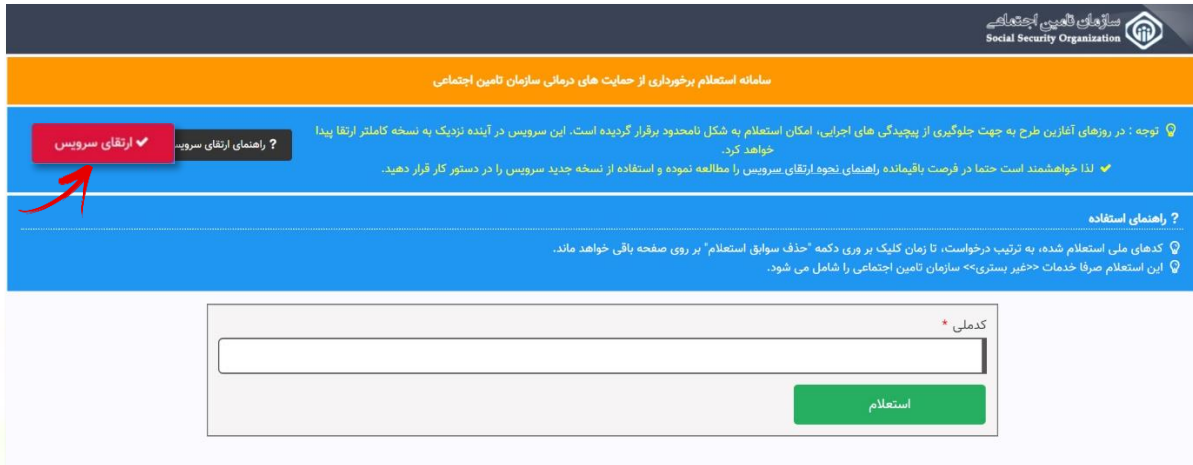 سازمان تامین اجتماعی
Social Security Organization
سامانه استعلام برخورداری از حمایت های درمانی سازمان تامین اجتماعی
توجه : در روزهای آغازین طرح به جهت جلوگیری از پیچیدگی های اجرایی، امکان استعلام به شکل نامحدود برقرار گردیده است. این سرویس در آینده نزدیک به نسخه کاملتر ارتقا پیدا
خواهد کرد.
✔ لذا خواهشمند است حتما در فرصت باقیمانده راهنمای نحوه ارتقای سرویس را مطالعه نموده و استفاده از نسخه جدید سرویس را در دستور کار قرار دهید.
? راهنمای ارتقای سرویس
✔ ارتقای سرویس
? راهنمای استفاده
کدهای ملی استعلام شده، به ترتیب درخواست، تا زمان کلیک بر وری دکمه "حذف سوابق استعلام" بر روی صفحه باقی خواهد ماند.
این استعلام صرفا خدمات <<غیر بستری>> سازمان تامین اجتماعی را شامل می شود.
کدملی *
استعلام